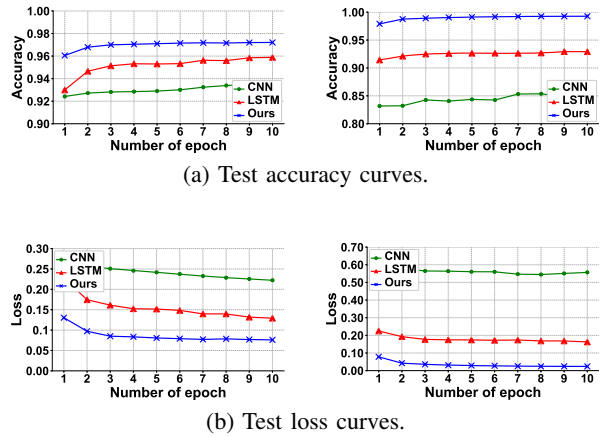 1.00
0.98
0.96
0.94
0.92
0.90
Accuracy
1 2 3 4 5 6 7 8 9 10
Number of epoch
CNN
LSTM
Ours
1.00
0.95
0.90
0.85
0.80
Accuracy
1 2 3 4 5 6 7 8 9 10
Number of epoch
CNN
LSTM
Ours
(a) Test accuracy curves.
0.30
0.25
0.20
0.15
0.1
0.05
0.00
Loss
1 2 3 4 5 6 7 8 9 10
Number of epoch
CNN
LSTM
Ours
0.70
0.60
0.50
0.40
0.30
0.20
0.10
0.00
Loss
1 2 3 4 5 6 7 8 9 10
Number of epoch
CNN
LSTM
Ours
(b) Test loss curves.